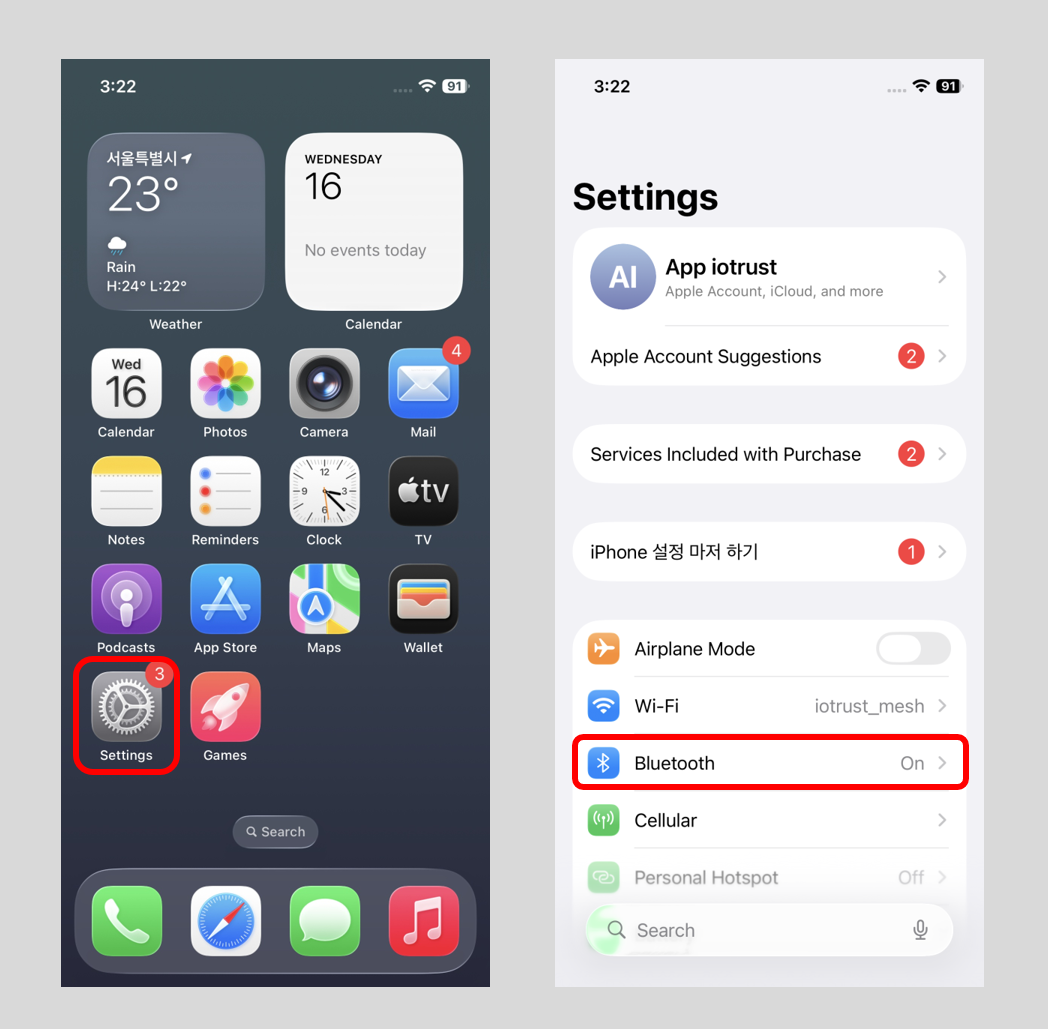 3:22
91
서울특별시
23°
Rain
H:24° L:22°
Weather
WEDNESDAY
16
No events today
Calendar
Wed
16
Calendar
Photos
Camera
4
Mail
Notes
Reminders
12
3
6
9
Clock
tv
TV
Podcasts
App Store
Maps
Wallet
3
Settings
Games
Search
3:22
91
Settings
AI
App iotrust
Apple Account, iCloud, and more
Apple Account Suggestions 2
Services Included with Purchase 2
iPhone 설정 마저 하기 1
Airplane Mode
Wi-Fi iotrust_mesh
Bluetooth On
Cellular
Personal Hotspot Off
Search